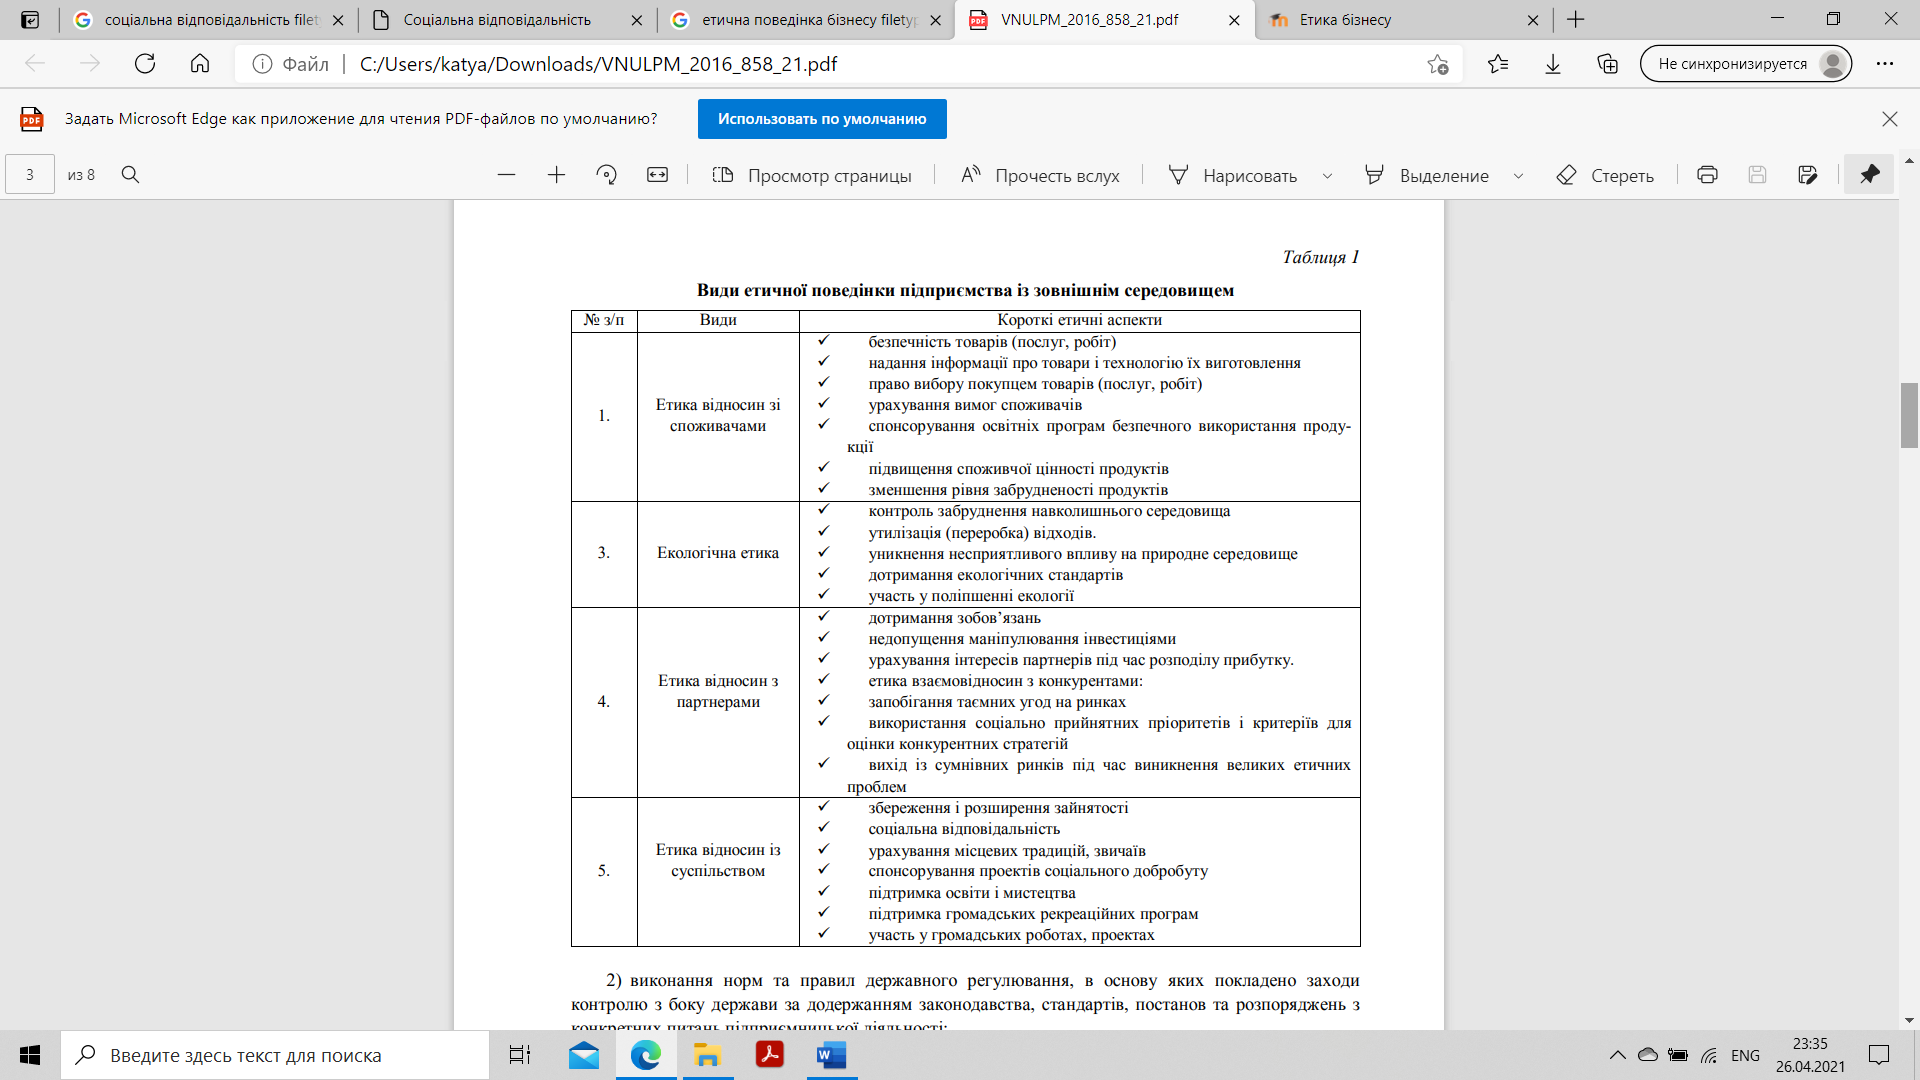 соціальна відповідальність filet
Соціальна відповідальність
етична поведінка бізнесу filetyp
VNULPM_2016_858_21.pdf
Етика бізнесу
Файл
C:/Users/katya/Downloads/VNULPM_2016_858_21.pdf
Не синхронизируется
Задать Microsoft Edge как приложение для чтения PDF-файлов по умолчанию?
Использовать по умолчанию
3 из 8
Просмотр страницы
Прочесть вслух
Нарисовать
Выделение
Стереть
Таблиця 1
Види етичної поведінки підприємства із зовнішнім середовищем
№ з/п Види Короткі етичні аспекти
1.
Етика відносин зі
споживачами
безпечність товарів (послуг, робіт)
надання інформації про товари і технологію їх виготовлення
право вибору покупцем товарів (послуг, робіт)
урахування вимог споживачів
спонсорування освітніх програм безпечного використання проду-
кції
підвищення споживчої цінності продуктів
зменшення рівня забрудненості продуктів
3.
Екологічна етика
контроль забруднення навколишнього середовища
утилізація (переробка) відходів.
уникнення несприятливого впливу на природне середовище
дотримання екологічних стандартів
участь у поліпшенні екології
4.
Етика відносин з
партнерами
дотримання зобов’язань
недопущення маніпулювання інвестиціями
урахування інтересів партнерів під час розподілу прибутку.
етика взаємовідносин з конкурентами:
запобігання таємних угод на ринках
використання соціально прийнятних пріоритетів і критеріїв для
оцінки конкурентних стратегій
вихід із сумнівних ринків під час виникнення великих етичних
проблем
5.
Етика відносин із
суспільством
збереження і розширення зайнятості
соціальна відповідальність
урахування місцевих традицій, звичаїв
спонсорування проектів соціального добробуту
підтримка освіти і мистецтва
підтримка громадських рекреаційних програм
участь у громадських роботах, проектах
2) виконання норм та правил державного регулювання, в основу яких покладено заходи
контролю з боку держави за додержанням законодавства, стандартів, постанов та розпоряджень з
конкретних питань підприємницької діяльності:
Введите здесь текст для поиска
ENG
23:35
26.04.2021